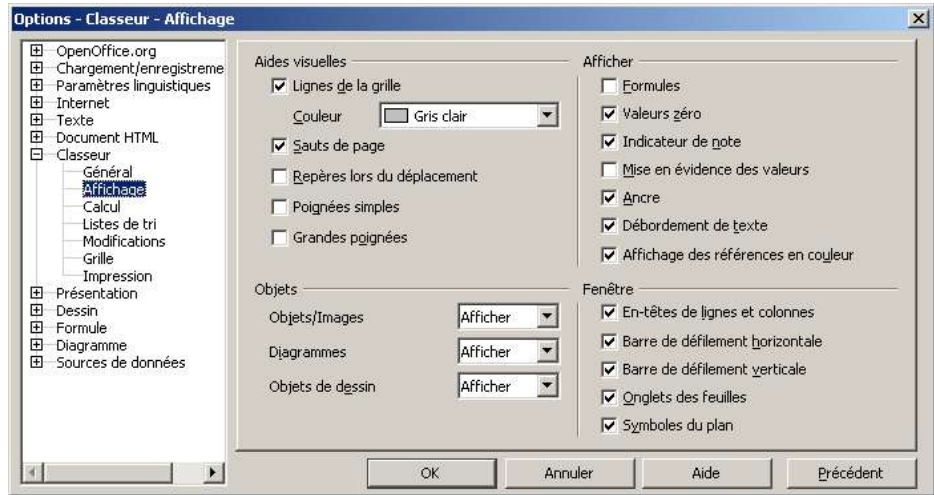 Options - Classeur - Affichage
OpenOffice.org
Chargement/enregistreme
Paramètres linguistiques
Internet
Texte
Document HTML
Classeur
Général
Affichage
Calcul
Listes de tri
Modifications
Grille
Impression
Présentation
Dessin
Formule
Diagramme
Sources de données
Aides visuelles
Lignes de la grille
Couleur
Gris clair
Sauts de page
Repères lors du déplacement
Poignées simples
Grandes poignées
Afficher
Formules
Valeurs zéro
Indicateur de note
Mise en évidence des valeurs
Ancre
Débordement de texte
Affichage des références en couleur
Objets
Objets/Images
Afficher
Diagrammes
Afficher
Objets de dessin
Afficher
Fenêtre
En-têtes de lignes et colonnes
Barre de défilement horizontale
Barre de défilement verticale
Onglets des feuilles
Symboles du plan
OK
Annuler
Aide
Précédent